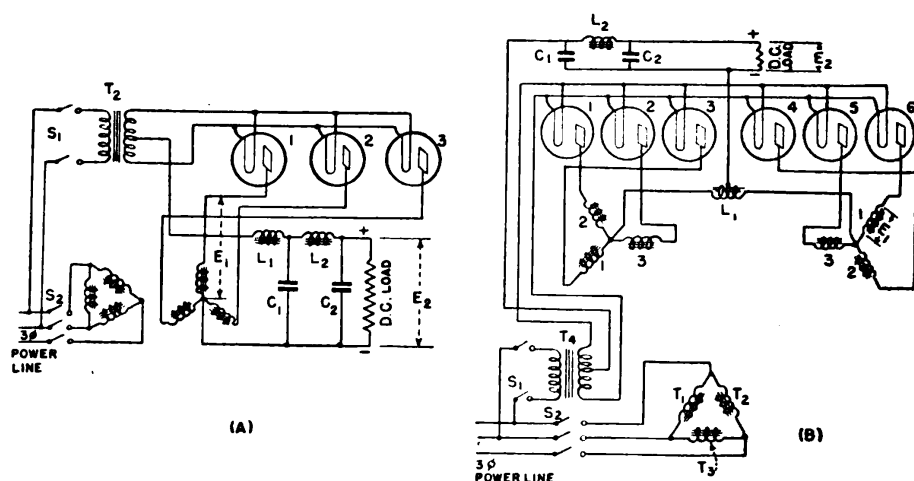 T2
S1
1
2
3
E1
L1
L2
C1
C2
+
D.C. LOAD
E2
-
S2
3Ø
POWER
LINE
(A)
L2
C1
C2
+
D.C.
LOAD
E2
-
1
2
3
4
5
6
L1
2
1
3
1
3
2
E1
T4
S1
S2
T1
T2
T3
3Ø
POWER LINE
(B)